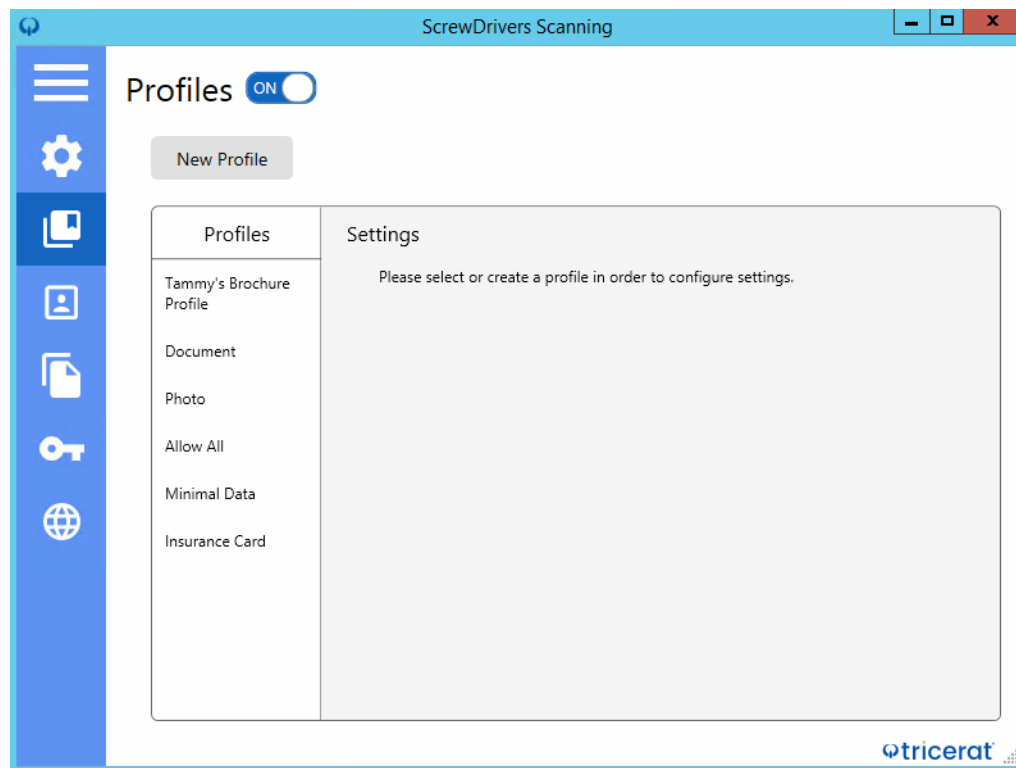 ScrewDrivers Scanning
Profiles ON
New Profile
Profiles
Settings
Please select or create a profile in order to configure settings.
Tammy's Brochure
Profile
Document
Photo
Allow All
Minimal Data
Insurance Card
tricerat